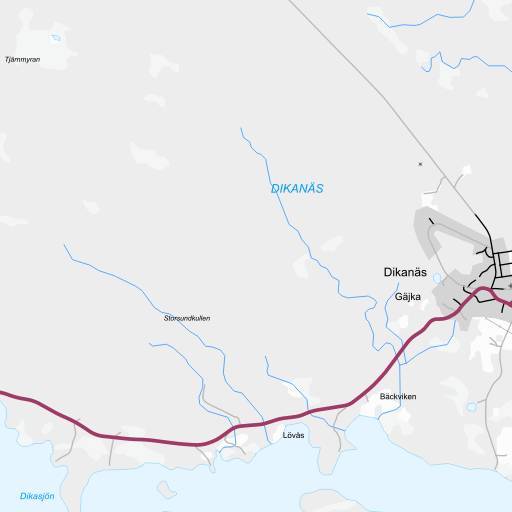 Tjämmyran
DIKANÄS
Dikanäs
Gäjka
Storsundkullen
Bäckviken
Lövås
Dikasjön